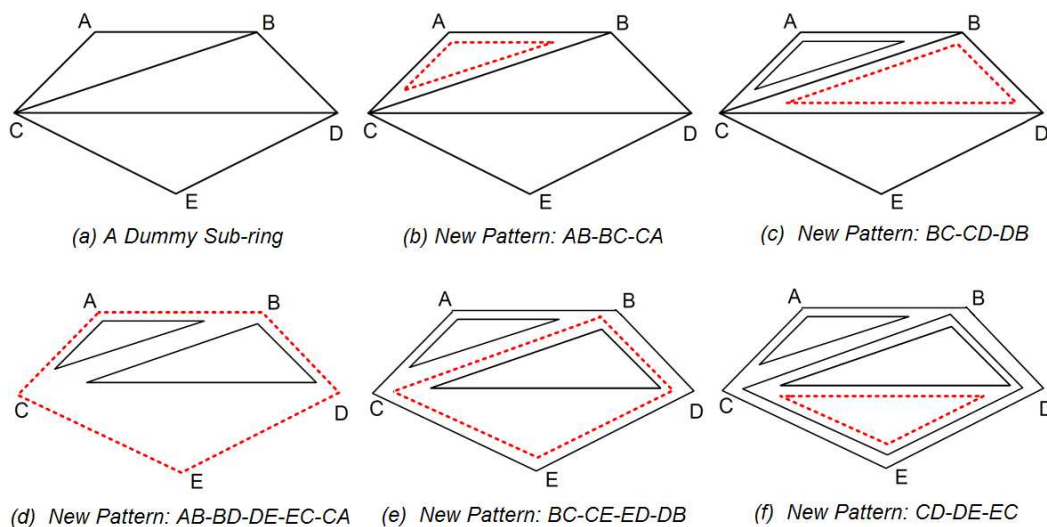 A B
C D
E
(a) A Dummy Sub-ring
A B
C D
E
(b) New Pattern: AB-BC-CA
A B
C D
E
(c) New Pattern: BC-CD-DB
A B
C D
E
(d) New Pattern: AB-BD-DE-EC-CA
A B
C D
E
(e) New Pattern: BC-CE-ED-DB
A B
C D
E
(f) New Pattern: CD-DE-EC